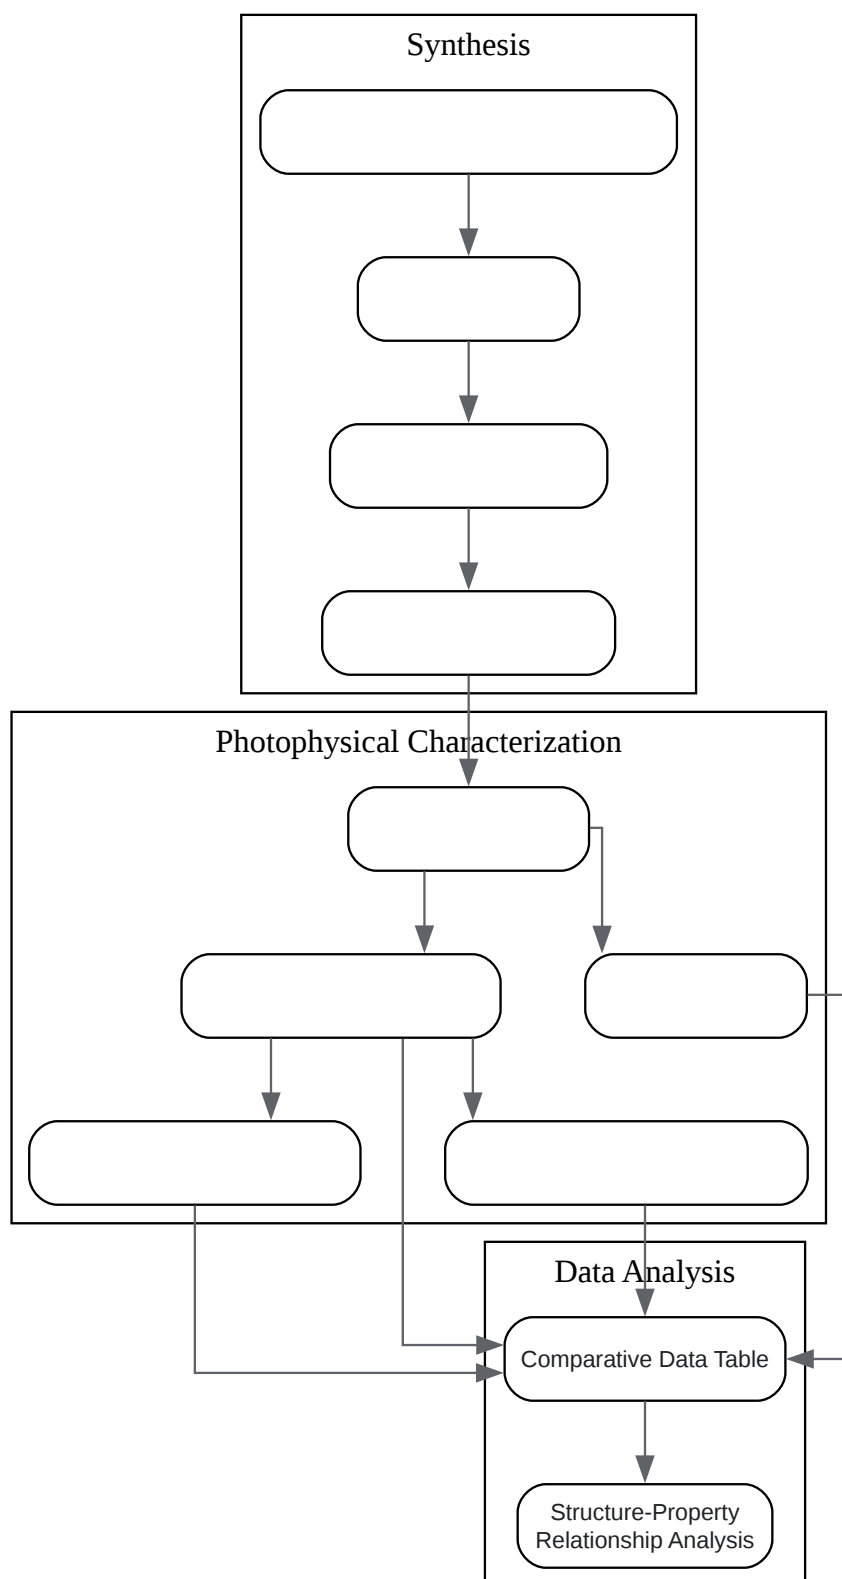 Synthesis
Photophysical Characterization
Data Analysis
Comparative Data Table
Structure-Property
Relationship Analysis